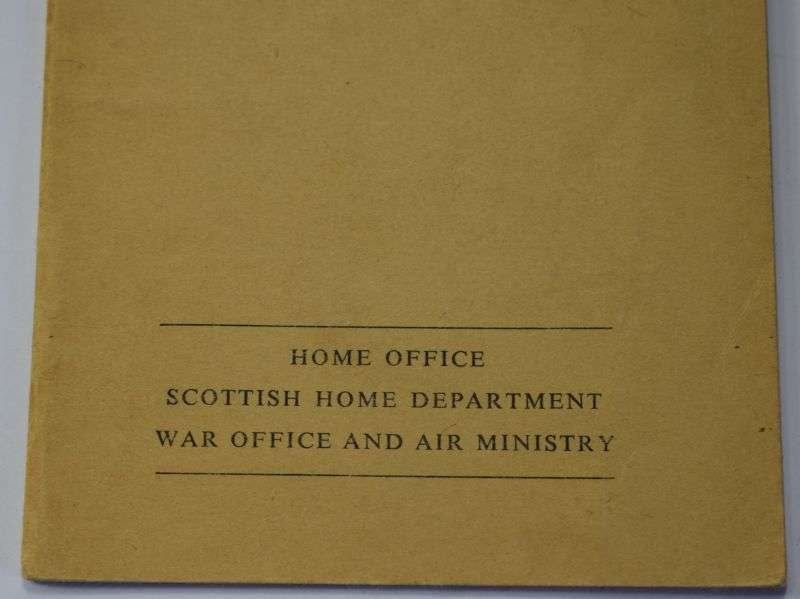 HOME OFFICE
SCOTTISH HOME DEPARTMENT
WAR OFFICE AND AIR MINISTRY